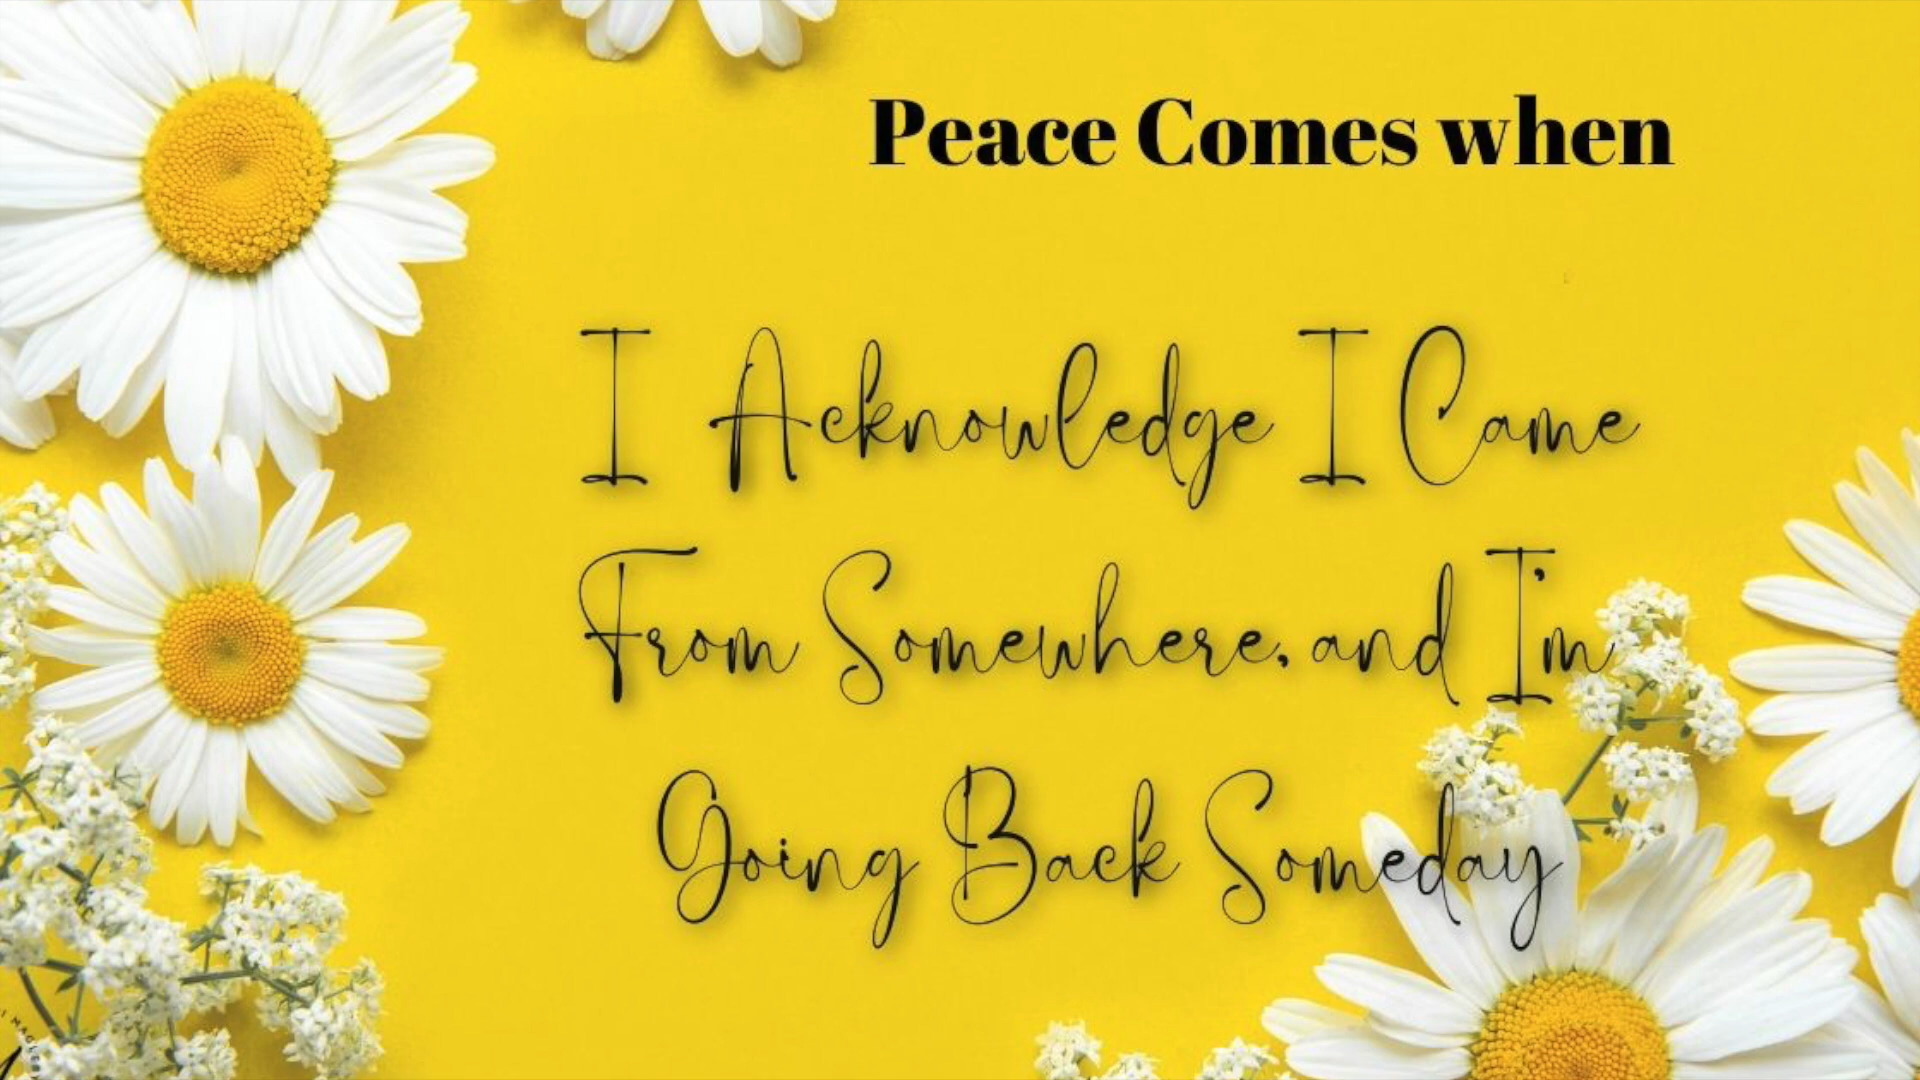 Peace Comes when
I Acknowledge I Came
From Somewhere, and I'm
Going Back Someday